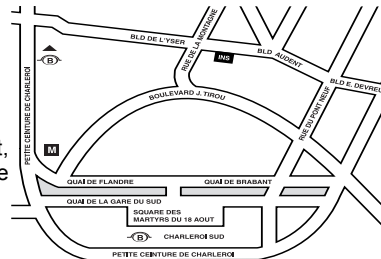 BLD DE L'YSER
RUE DE LA MONTAGNE
INS
BLD AUDENT
BLD E. DEVREU
B
PETITE CEINTURE DE CHARLEROI
BOULEVARD J. TIROU
RUE DU PONT NEUF
t,
M
e
QUAI DE FLANDRE
QUAI DE BRABANT
QUAI DE LA GARE DU SUD
SQUARE DES
MARTYRS DU 18 AOUT
B
CHARLEROI SUD
PETITE CEINTURE DE CHARLEROI